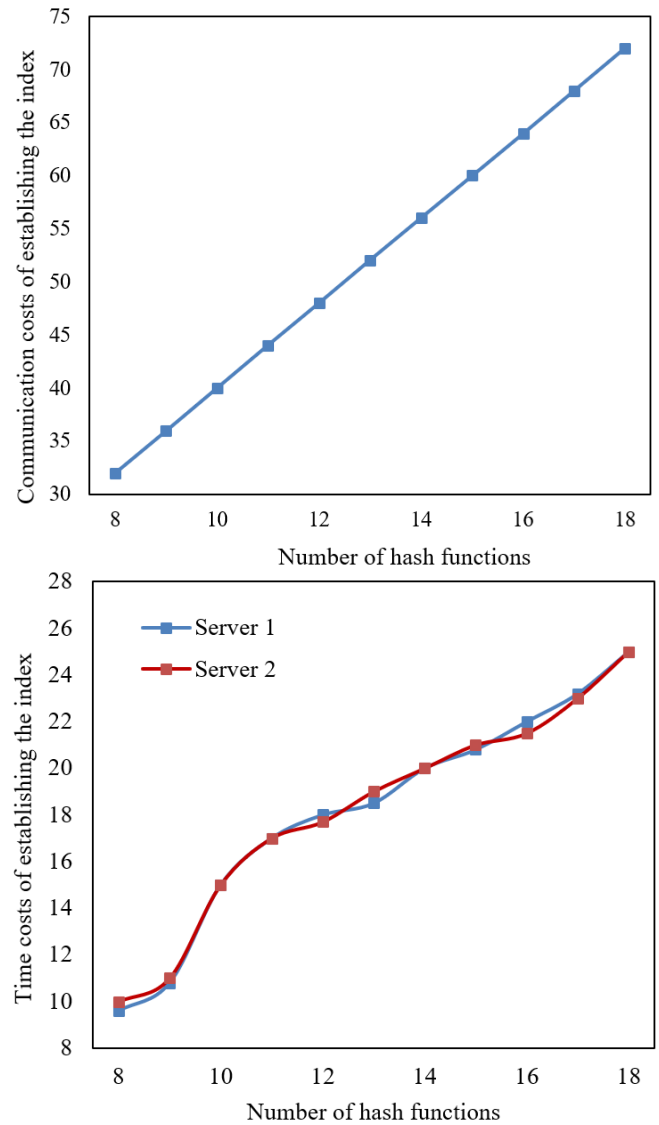 Communication costs of establishing the index
75
70
65
60
55
50
45
40
35
30
8 10 12 14 16 18
Number of hash functions
Time costs of establishing the index
28
26
24
22
20
18
16
14
12
10
8
Server 1
Server 2
8 10 12 14 16 18
Number of hash functions